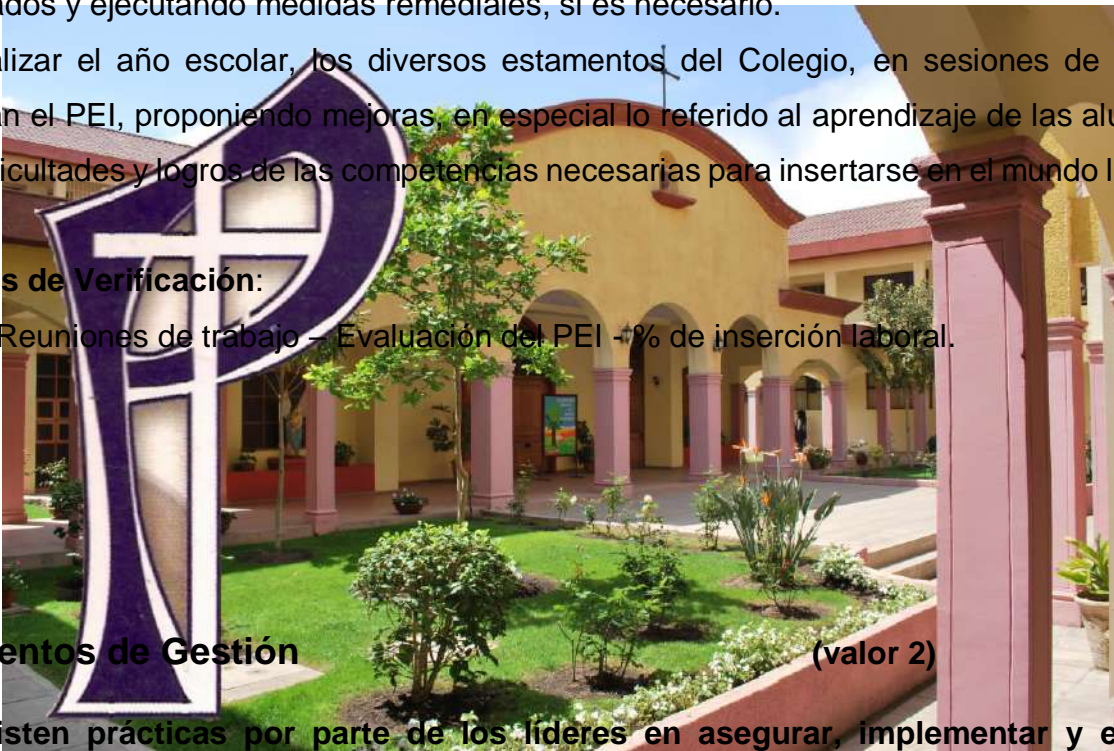 ados y ejecutando medidas remediales, si es necesario.
alizar el año escolar, los diversos estamentos del Colegio, en sesiones de
an el PEI, proponiendo mejoras, en especial lo referido al aprendizaje de las alu
icultades y logros de las competencias necesarias para insertarse en el mundo l
s de Verificación:
Reuniones de trabajo – Evaluación del PEI - % de inserción laboral.
entos de Gestión (valor 2)
isten prácticas por parte de los líderes en asegurar, implementar y e